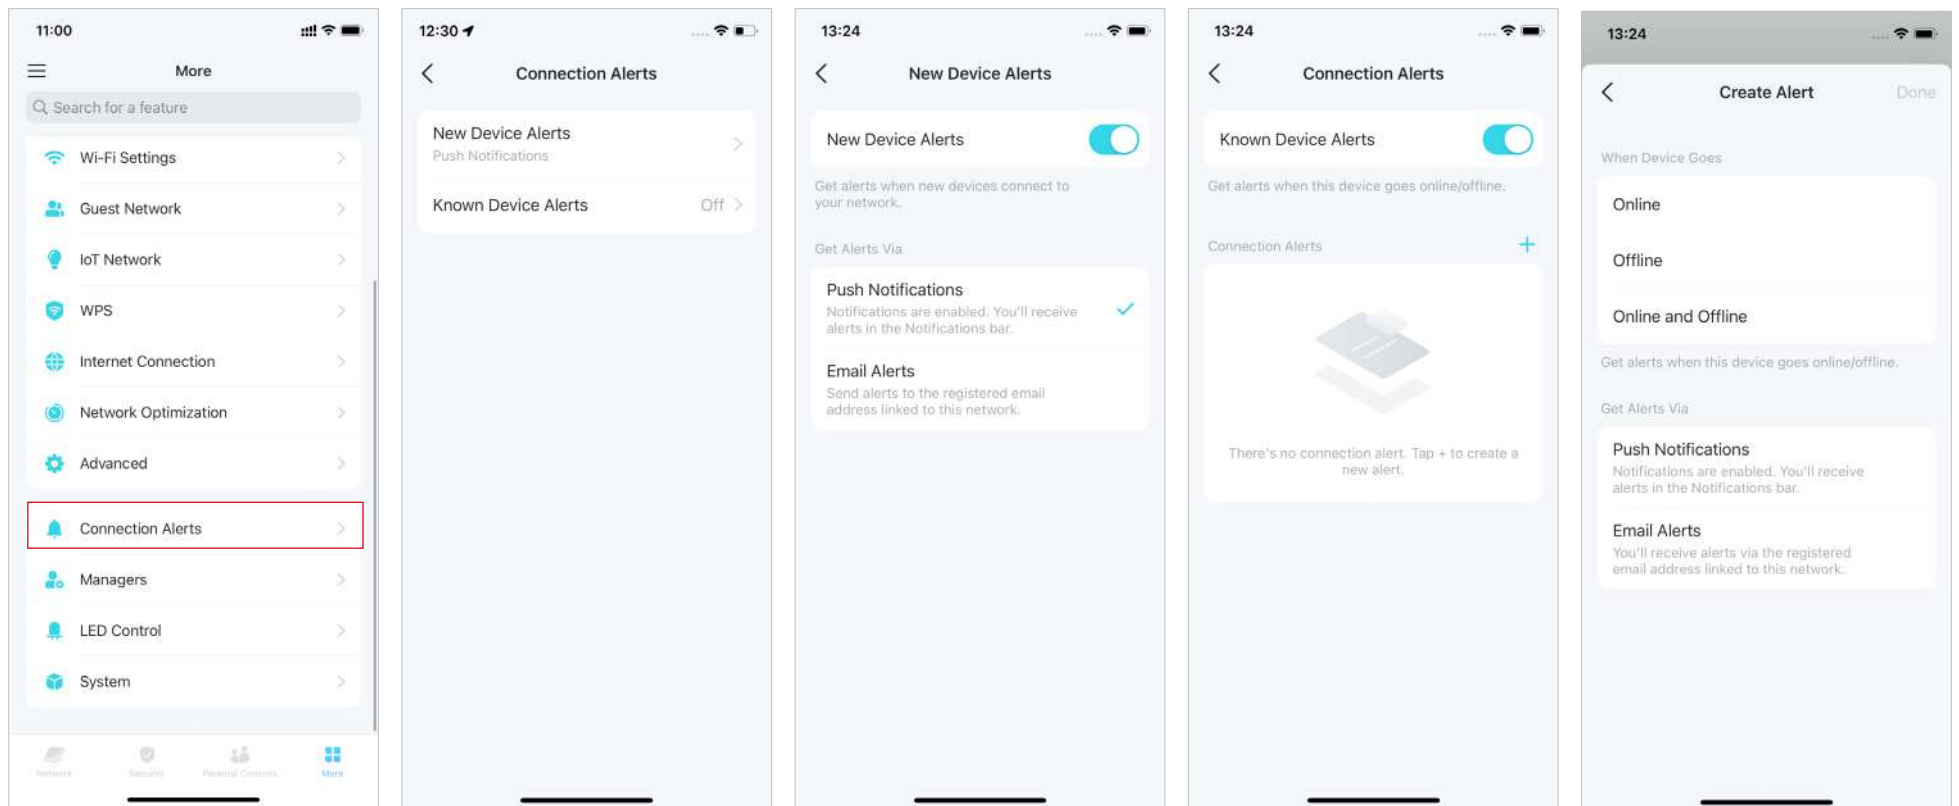 11:00
More
Search for a feature
Wi-Fi Settings
Guest Network
IoT Network
WPS
Internet Connection
Network Optimization
Advanced
Connection Alerts
Managers
LED Control
System
Network
Security
Parental Controls
More
12:30
Connection Alerts
New Device Alerts
Push Notifications
Known Device Alerts
Off
13:24
New Device Alerts
New Device Alerts
Get alerts when new devices connect to
your network.
Get Alerts Via
Push Notifications
Notifications are enabled. You'll receive
alerts in the Notifications bar.
Email Alerts
Send alerts to the registered email
address linked to this network.
13:24
Connection Alerts
Known Device Alerts
Get alerts when this device goes online/offline.
Connection Alerts
+
There's no connection alert. Tap + to create a
new alert.
13:24
Create Alert
Done
When Device Goes
Online
Offline
Online and Offline
Get alerts when this device goes online/offline.
Get Alerts Via
Push Notifications
Notifications are enabled. You'll receive
alerts in the Notifications bar.
Email Alerts
You'll receive alerts via the registered
email address linked to this network.